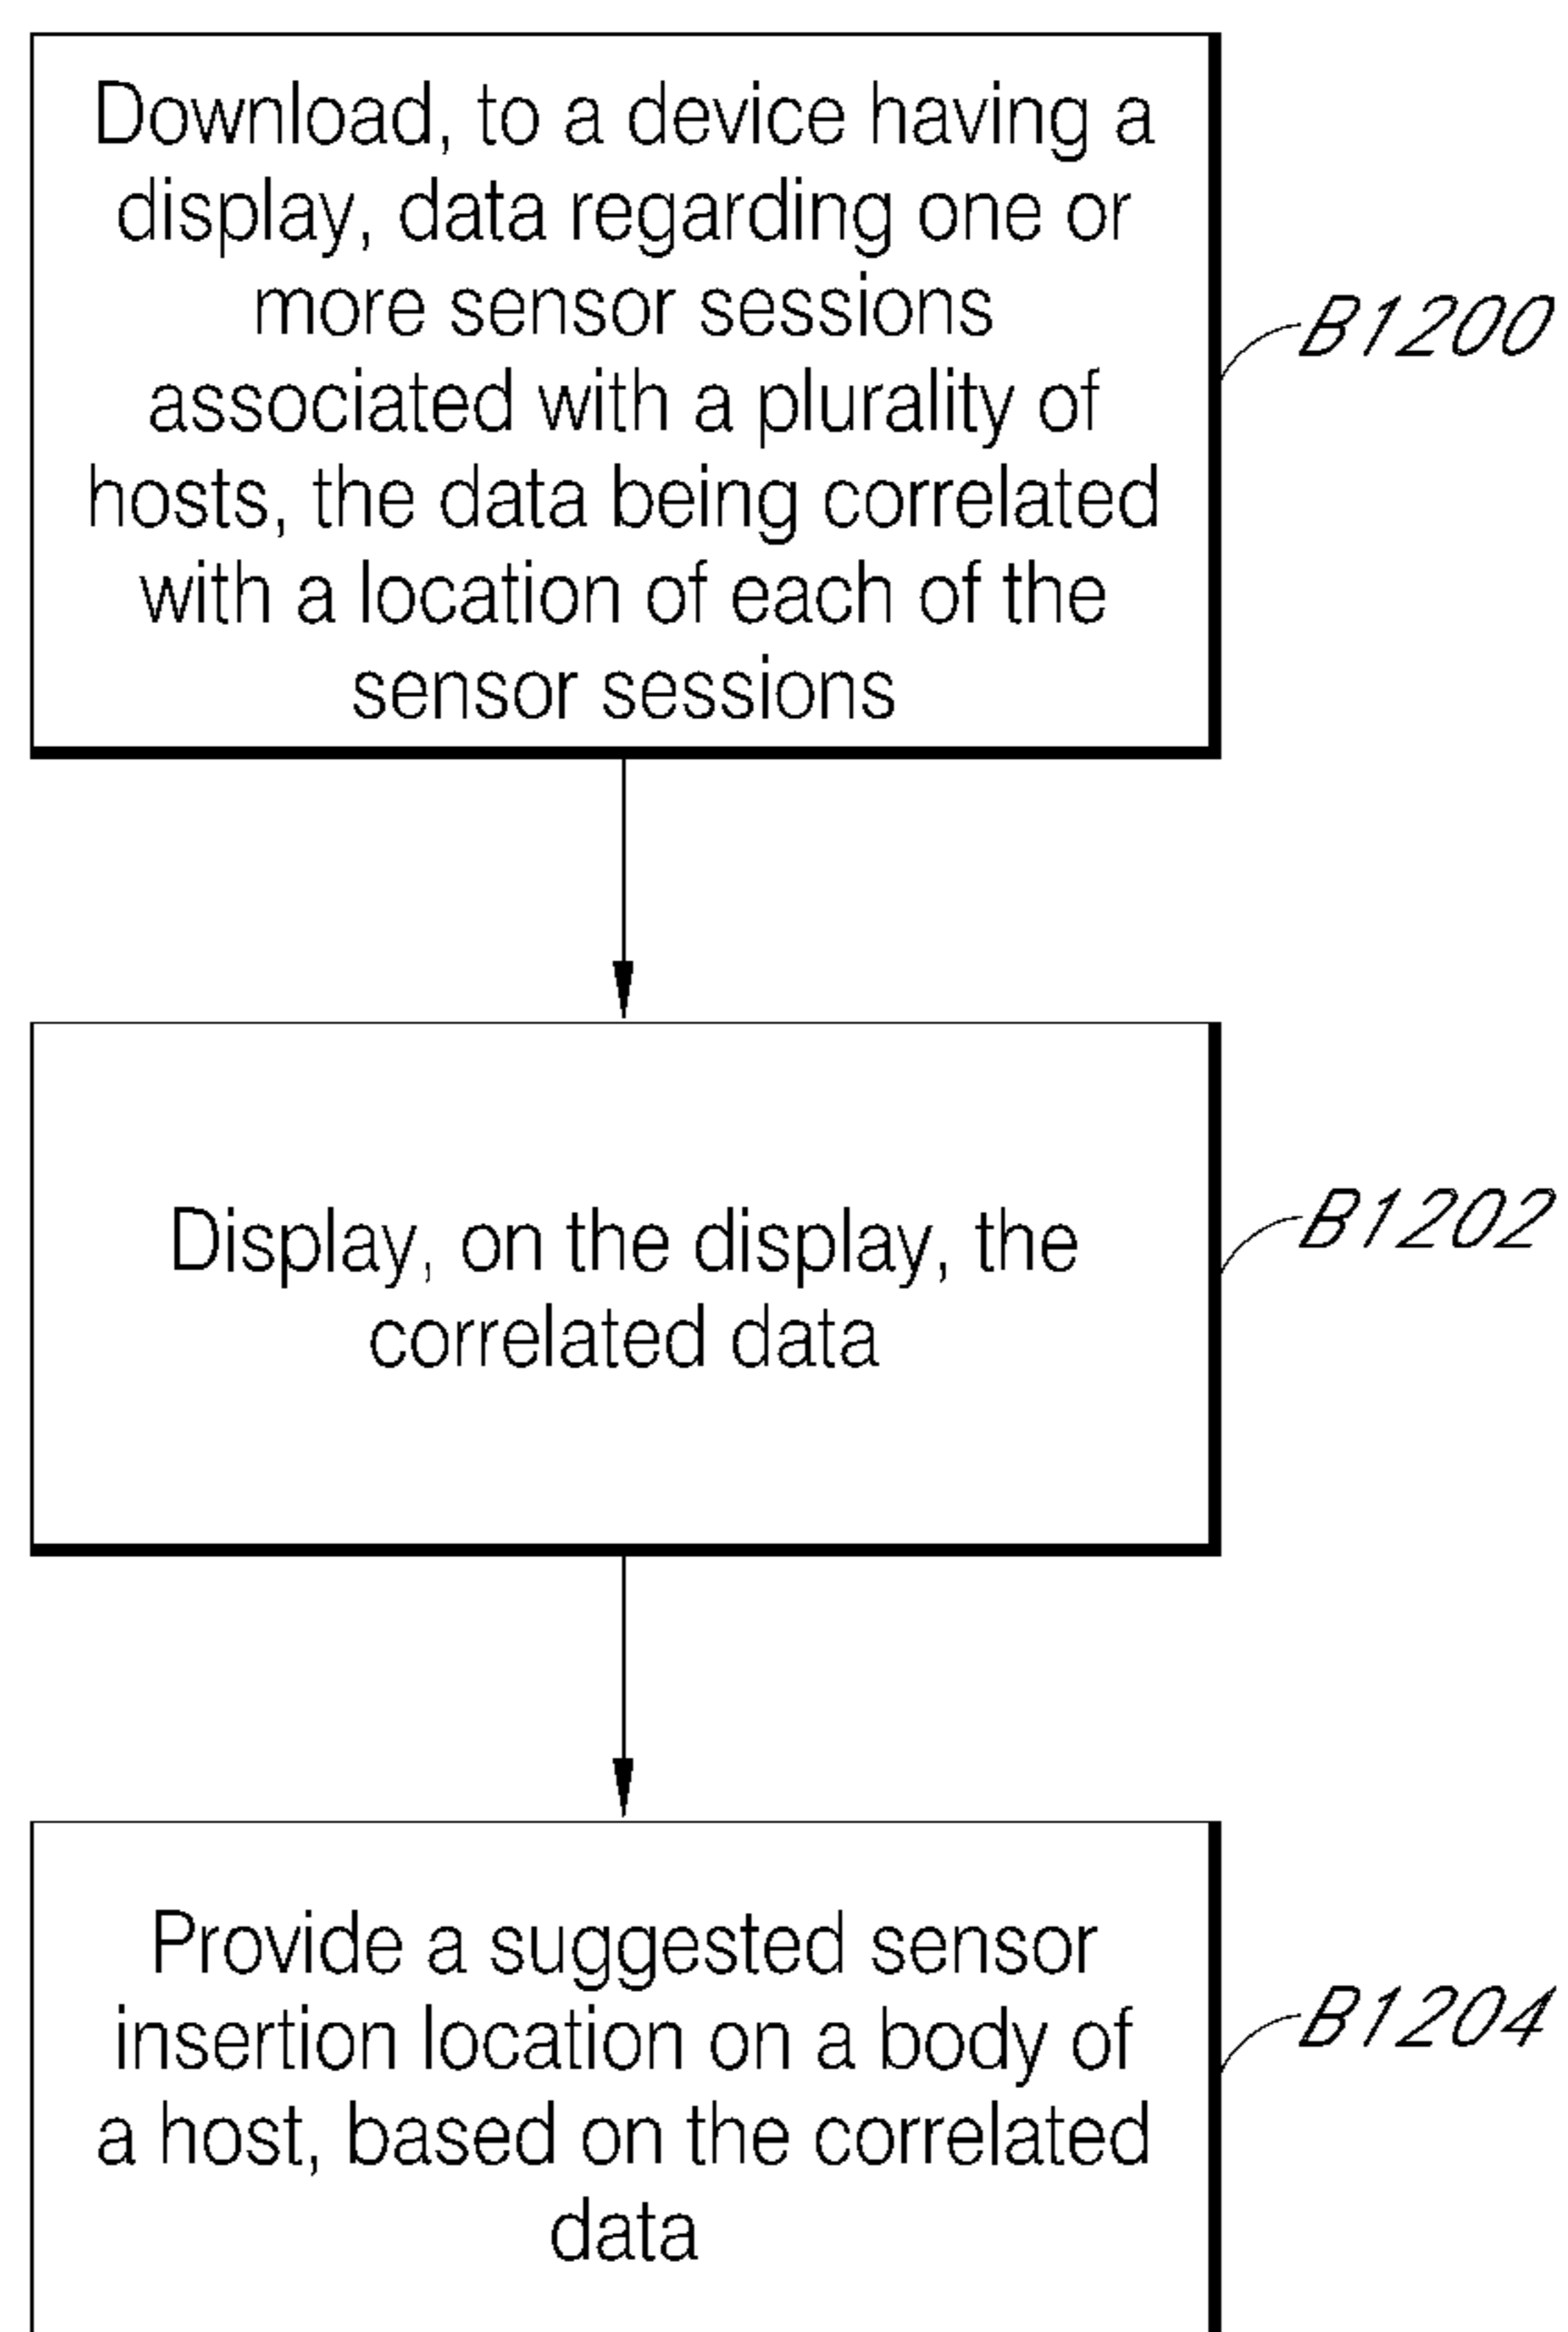 Download, to a device having a
display, data regarding one or
more sensor sessions
associated with a plurality of
hosts, the data being correlated
with a location of each of the
sensor sessions
B1200
Display, on the display, the
correlated data
B1202
Provide a suggested sensor
insertion location on a body of
a host, based on the correlated
data
B1204